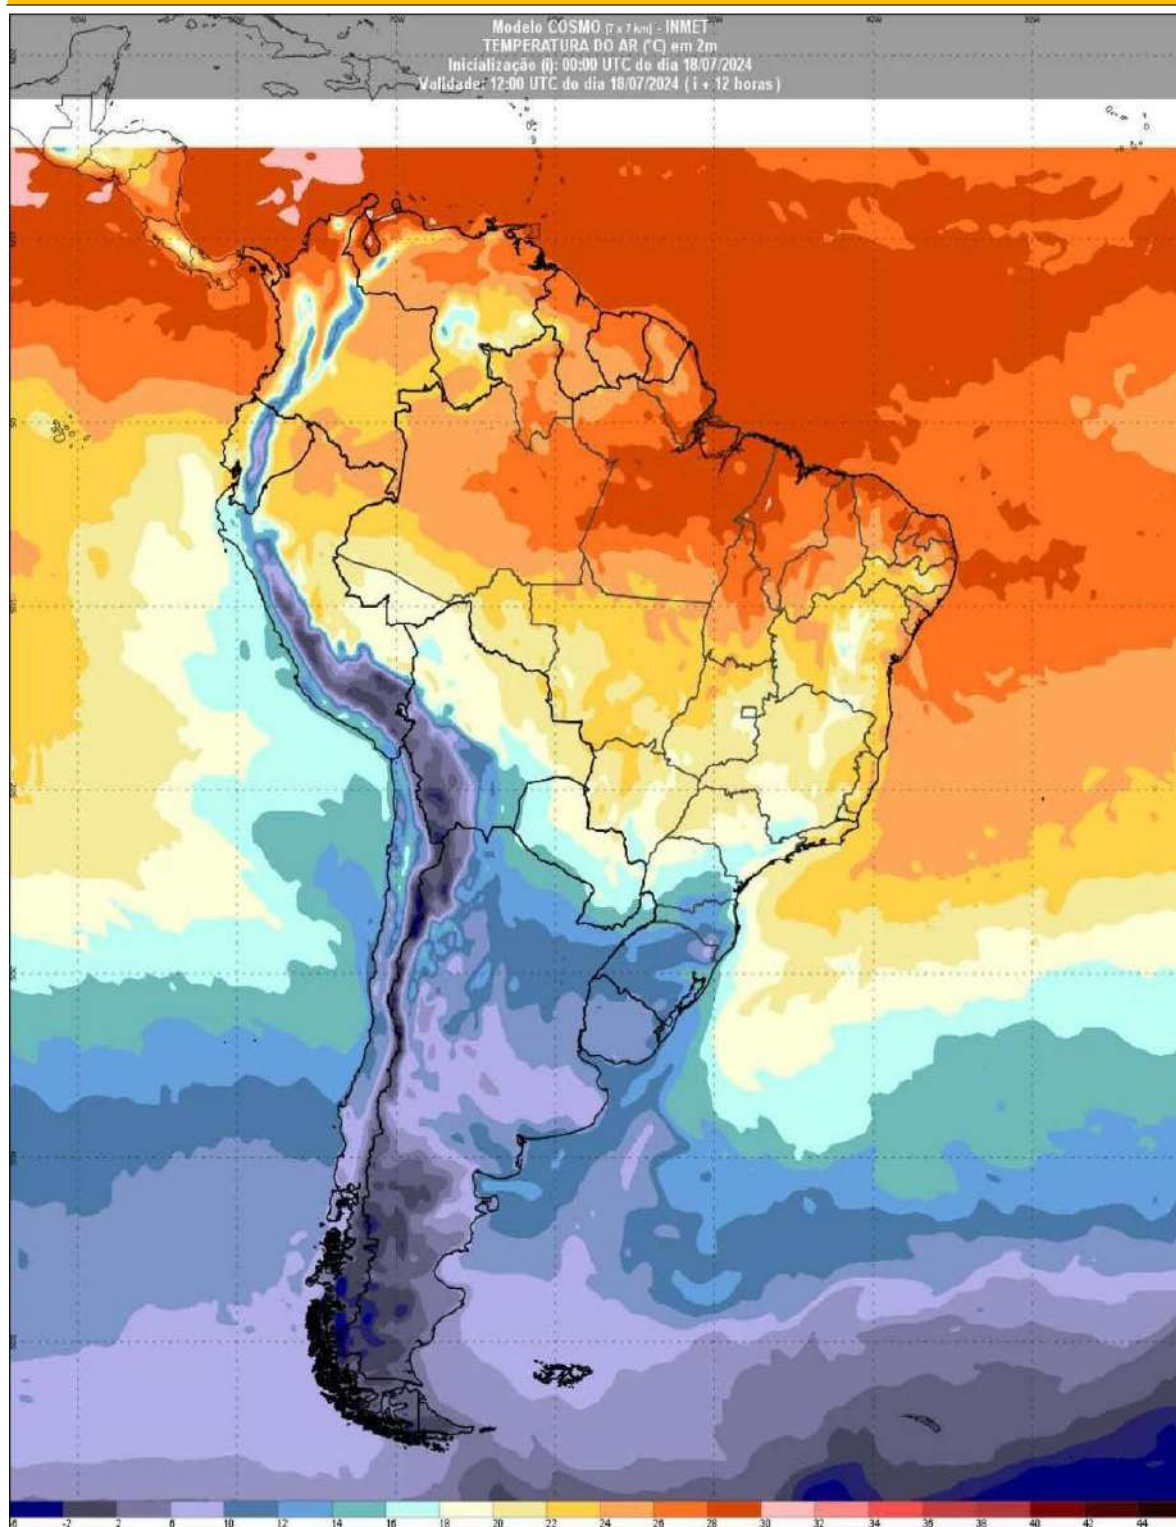 Modelo COSMO (7 x 7 km) - INMET
TEMPERATURA DO AR (°C) em 2m
Inicialização (i): 00:00 UTC do dia 18/07/2024
Validade: 12:00 UTC do dia 18/07/2024 ( i + 12 horas )
-6 -2 2 6 10 14 16 18 20 22 24 26 28 30 32 34 36 38 40 42 44